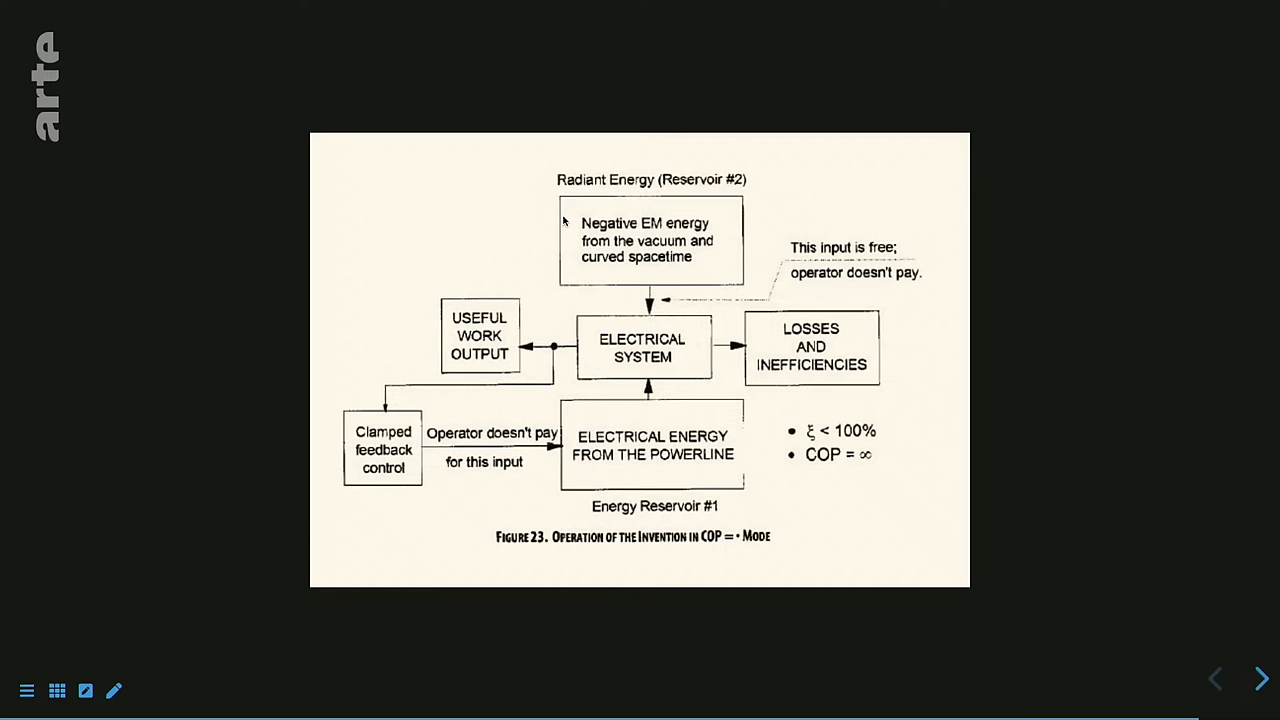 arte
Radiant Energy (Reservoir #2)
Negative EM energy
from the vacuum and
curved spacetime
This input is free;
operator doesn't pay.
USEFUL
WORK
OUTPUT
ELECTRICAL
SYSTEM
LOSSES
AND
INEFFICIENCIES
Clamped
feedback
control
Operator doesn't pay
for this input
ELECTRICAL ENERGY
FROM THE POWERLINE
• ξ < 100%
• COP = ∞
Energy Reservoir #1
FIGURE 23. OPERATION OF THE INVENTION IN COP = • MODE